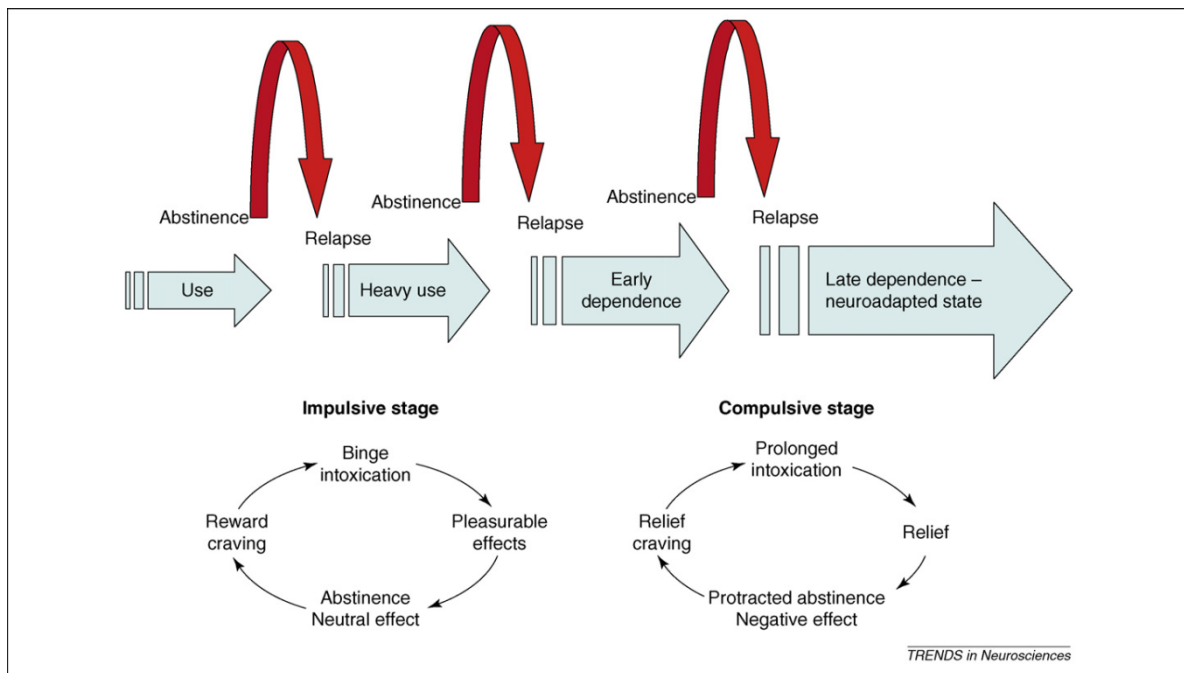 Abstinence
Relapse
Abstinence
Relapse
Abstinence
Relapse
Use
Heavy use
Early
dependence
Late dependence –
neuroadapted state
Impulsive stage
Binge
intoxication
Pleasurable
effects
Abstinence
Neutral effect
Reward
craving
Compulsive stage
Prolonged
intoxication
Relief
Protracted abstinence
Negative effect
Relief
craving
TRENDS in Neurosciences